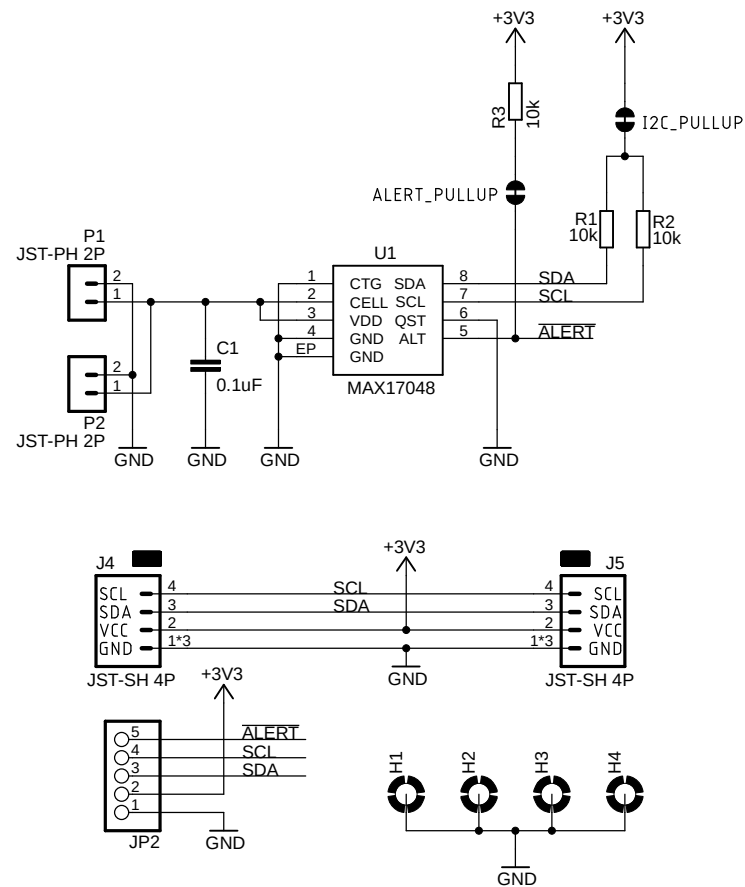 +3V3
+3V3
R3
10k
I2C_PULLUP
ALERT_PULLUP
R1
10k
R2
10k
P1
JST-PH 2P
2
1
U1
1
2
3
4
EP
CTG
CELL
VDD
GND
GND
SDA
SCL
QST
ALT
8
7
6
5
SDA
SCL
ALERT
MAX17048
C1
0.1uF
2
1
P2
JST-PH 2P
GND
GND
GND
GND
+3V3
J4
J5
SCL
SDA
VCC
GND
4
3
2
1*3
SCL
SDA
4
3
2
1*3
SCL
SDA
VCC
GND
JST-SH 4P
GND
JST-SH 4P
+3V3
5
4
3
2
1
ALERT
SCL
SDA
JP2
GND
H1
H2
H3
H4
GND